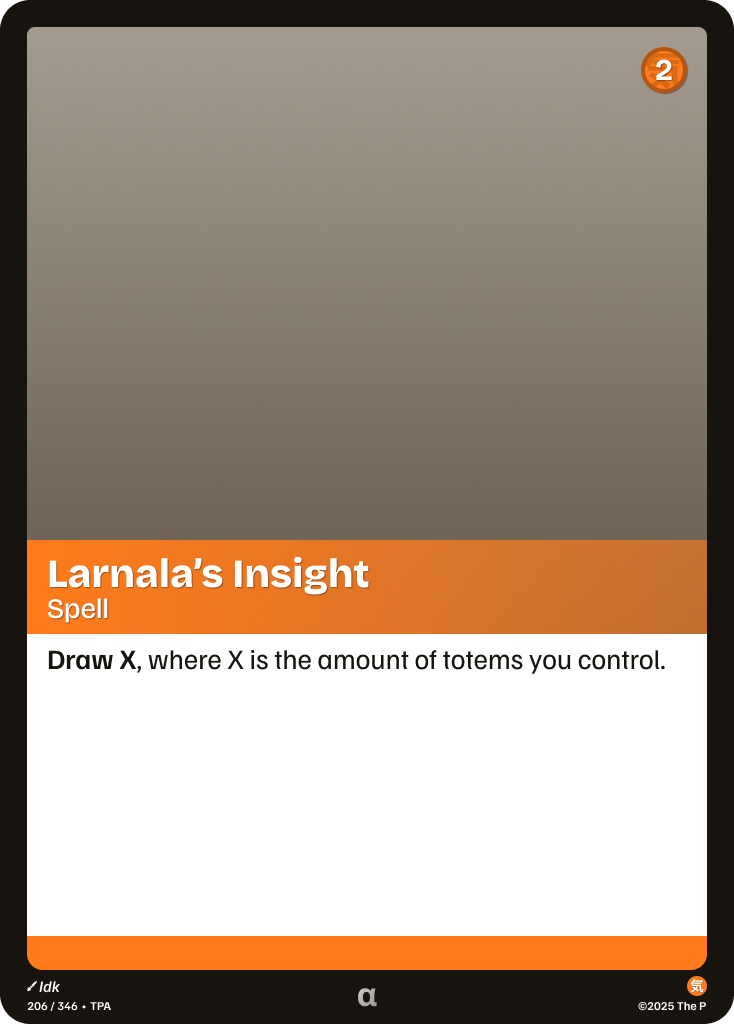 2
Larnala's Insight
Spell
Draw X, where X is the amount of totems you control.
Idk
206 / 346 • TPA
α
気
©2025 The P